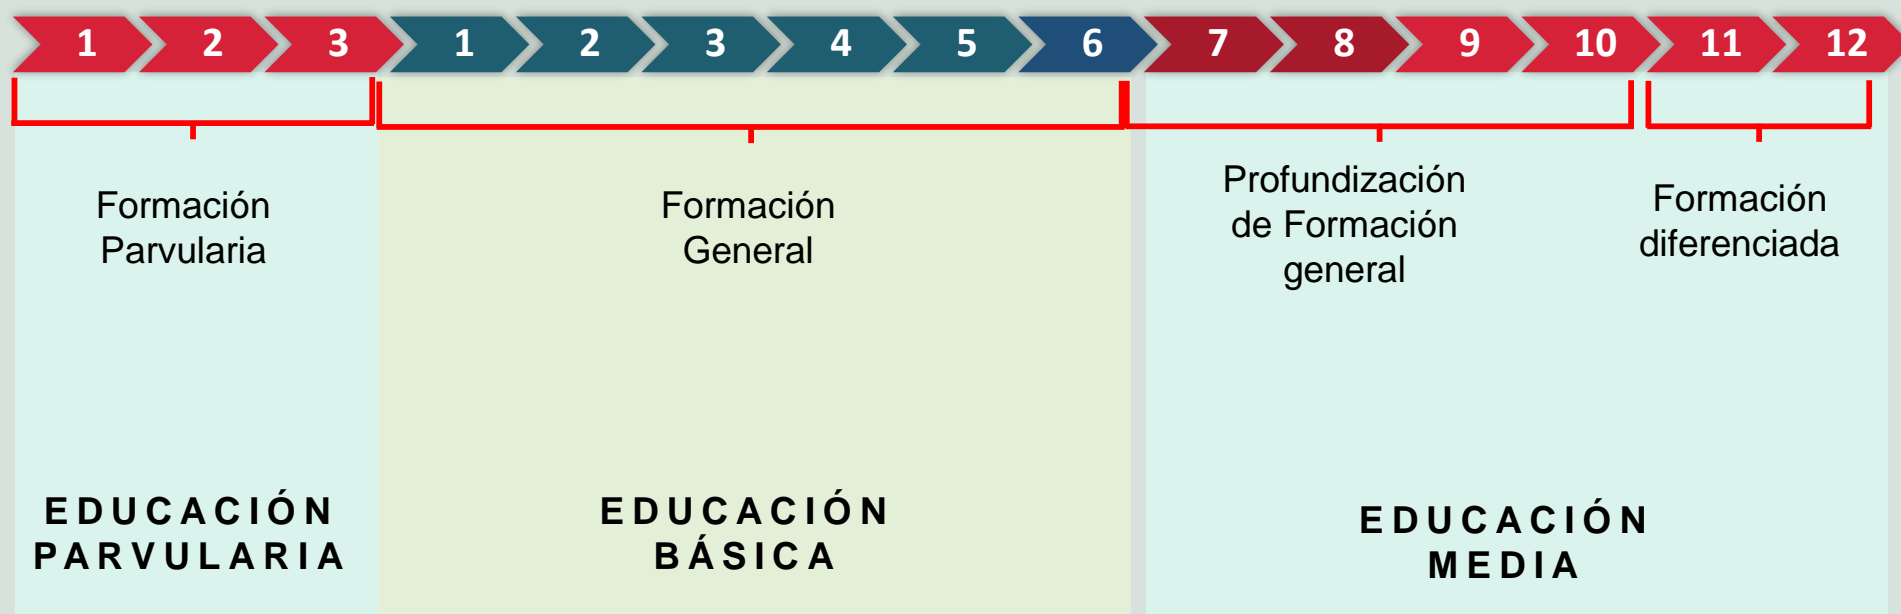 1 2 3 1 2 3 4 5 6 7 8 9 10 11 12
Formación
Parvularia
Formación
General
Profundización
de Formación
general
Formación
diferenciada
EDUCACIÓN
PARVULARIA
EDUCACIÓN
BÁSICA
EDUCACIÓN
MEDIA